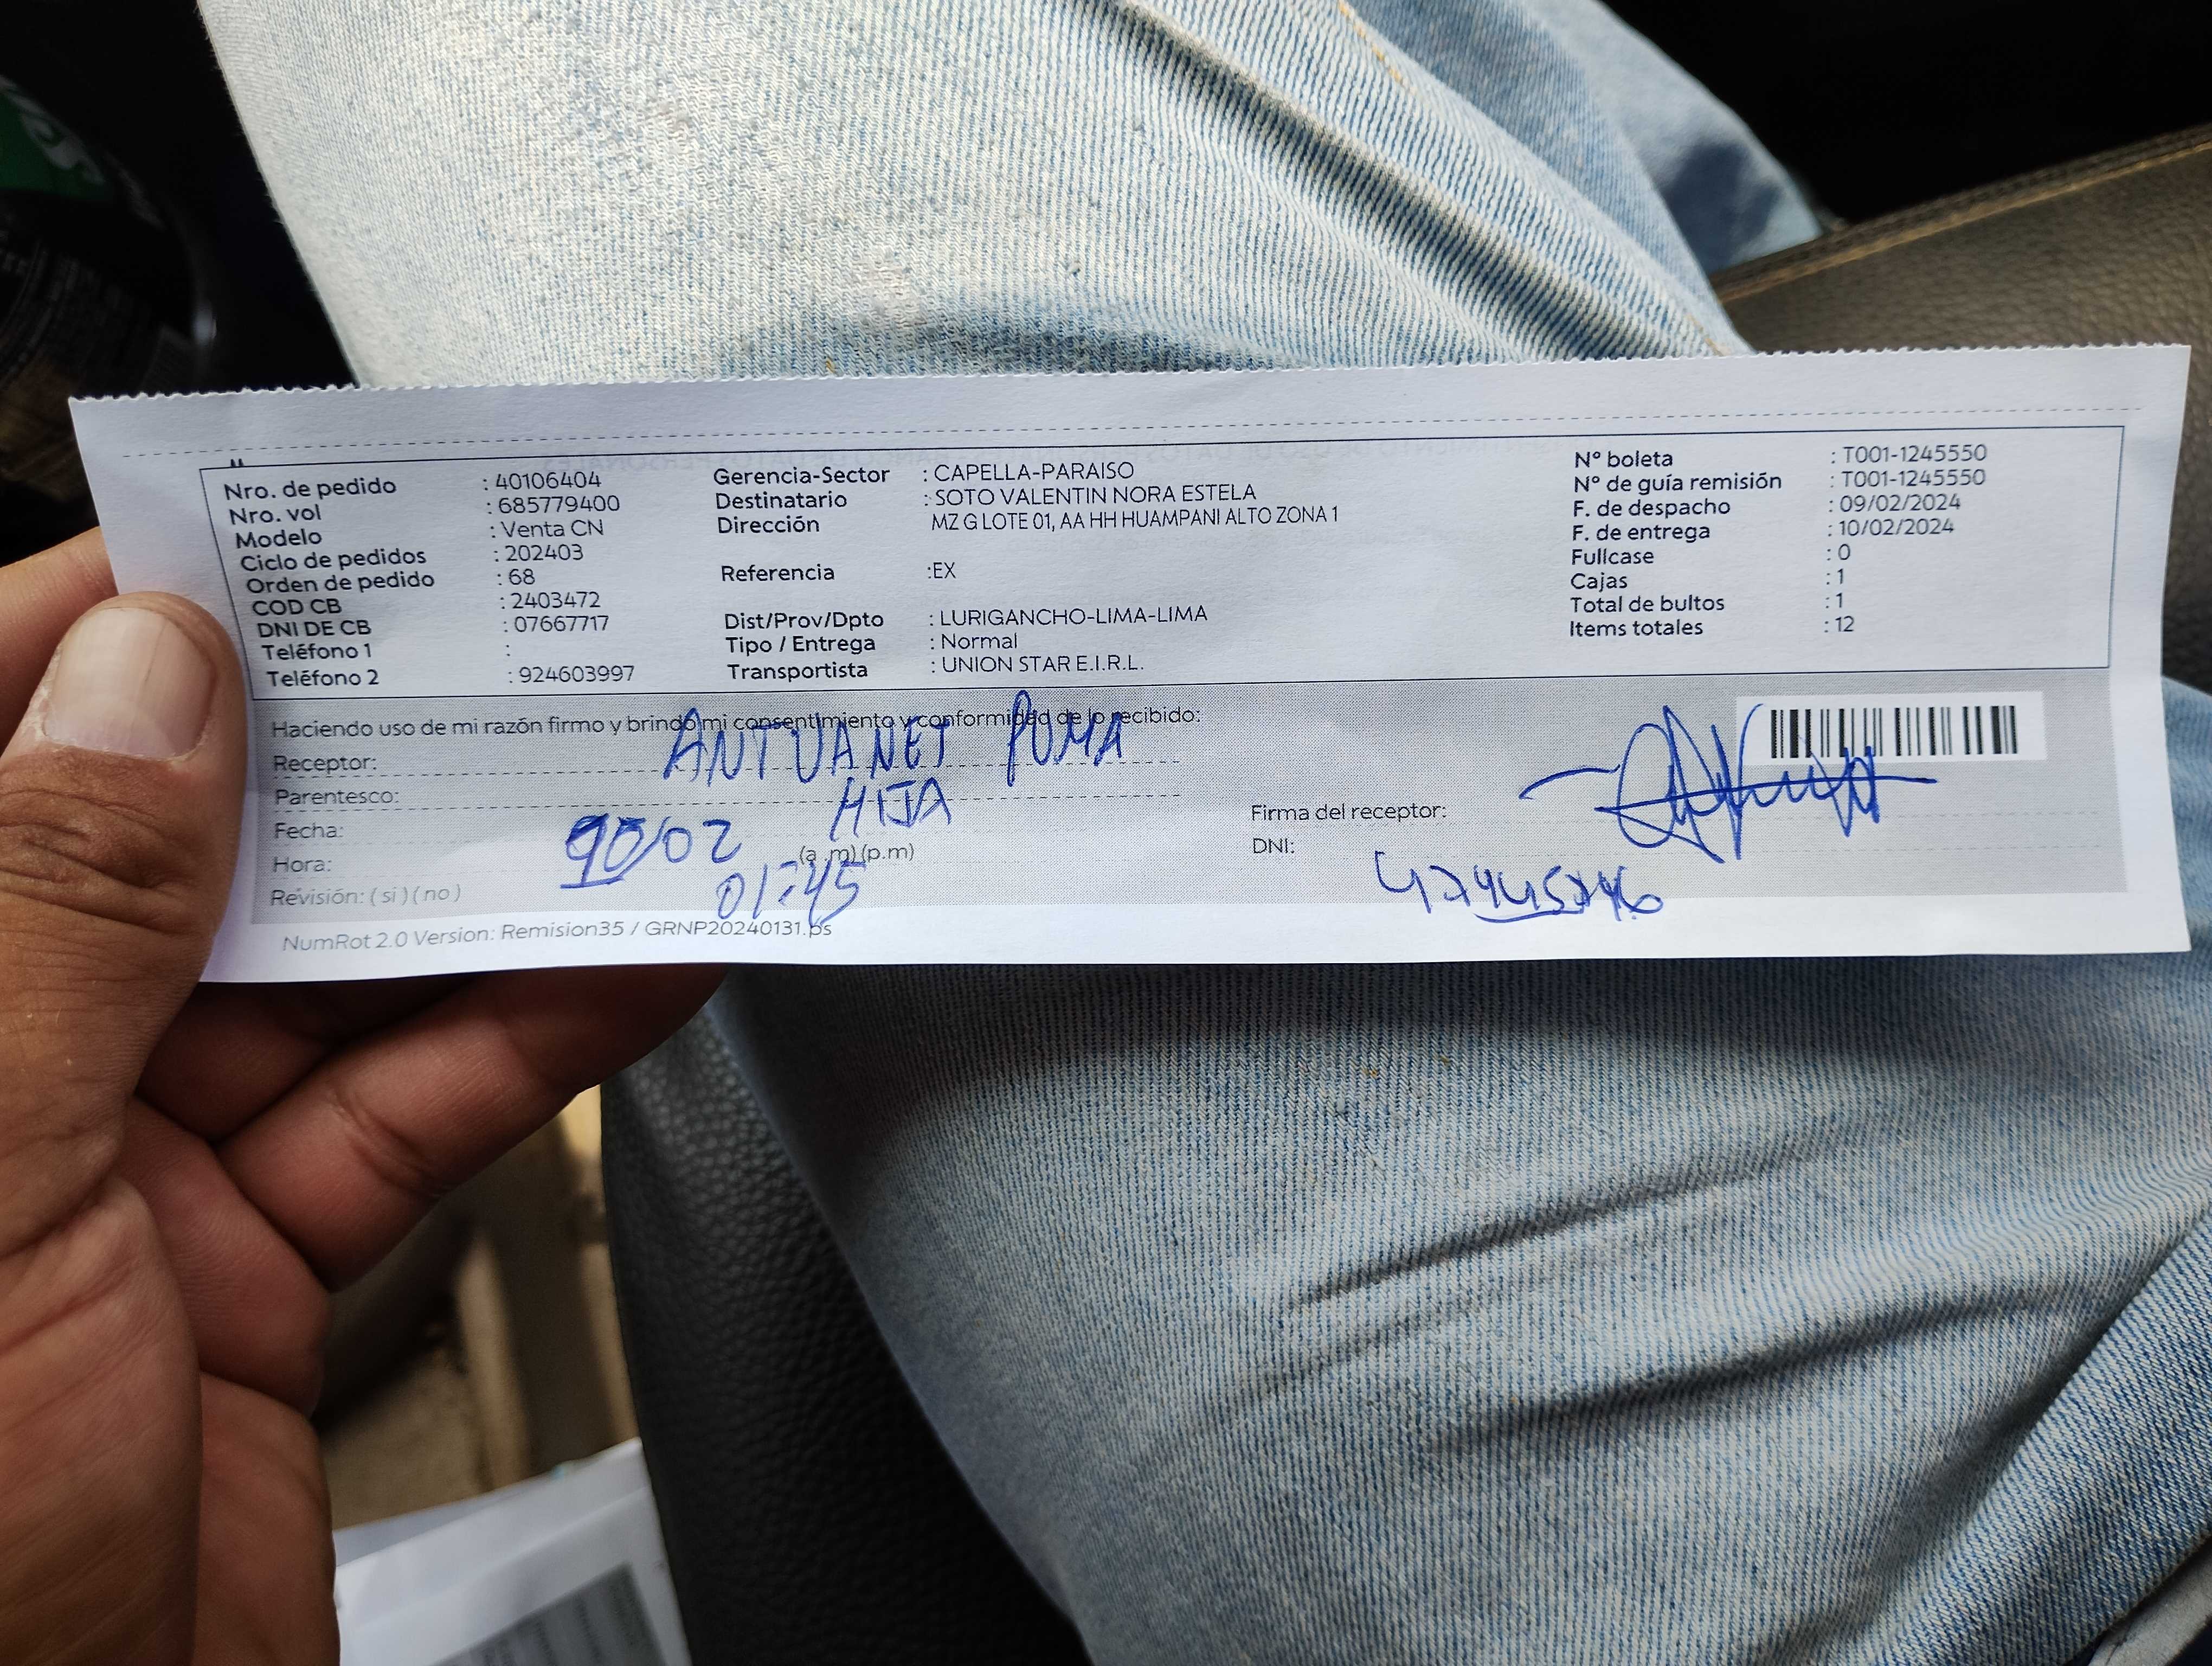 Nro. de pedido : 40106404
Nro. vol : 685779400
Modelo : Venta CN
Ciclo de pedidos : 202403
Orden de pedido : 68
COD CB : 2403472
DNI DE CB : 07667717
Teléfono 1 :
Teléfono 2 : 924603997
Gerencia-Sector : CAPELLA-PARAISO
Destinatario : SOTO VALENTIN NORA ESTELA
Dirección MZ G LOTE 01, AA HH HUAMPANI ALTO ZONA 1
Referencia :EX
Dist/Prov/Dpto : LURIGANCHO-LIMA-LIMA
Tipo / Entrega : Normal
Transportista : UNION STAR E.I.R.L.
N° boleta : T001-1245550
N° de guía remisión : T001-1245550
F. de despacho : 09/02/2024
F. de entrega : 10/02/2024
Fullcase : 0
Cajas : 1
Total de bultos : 1
Items totales : 12
Haciendo uso de mi razón firmo y brindo mi consentimiento y conformidad de lo recibido:
Receptor: ANTUANET PUMA
Parentesco: HIJA
Fecha:
Hora: (a .m) (p.m) 01:45
Revisión: ( si ) ( no )
Firma del receptor:
DNI:
NumRot 2.0 Version: Remision35 / GRNP20240131.ps